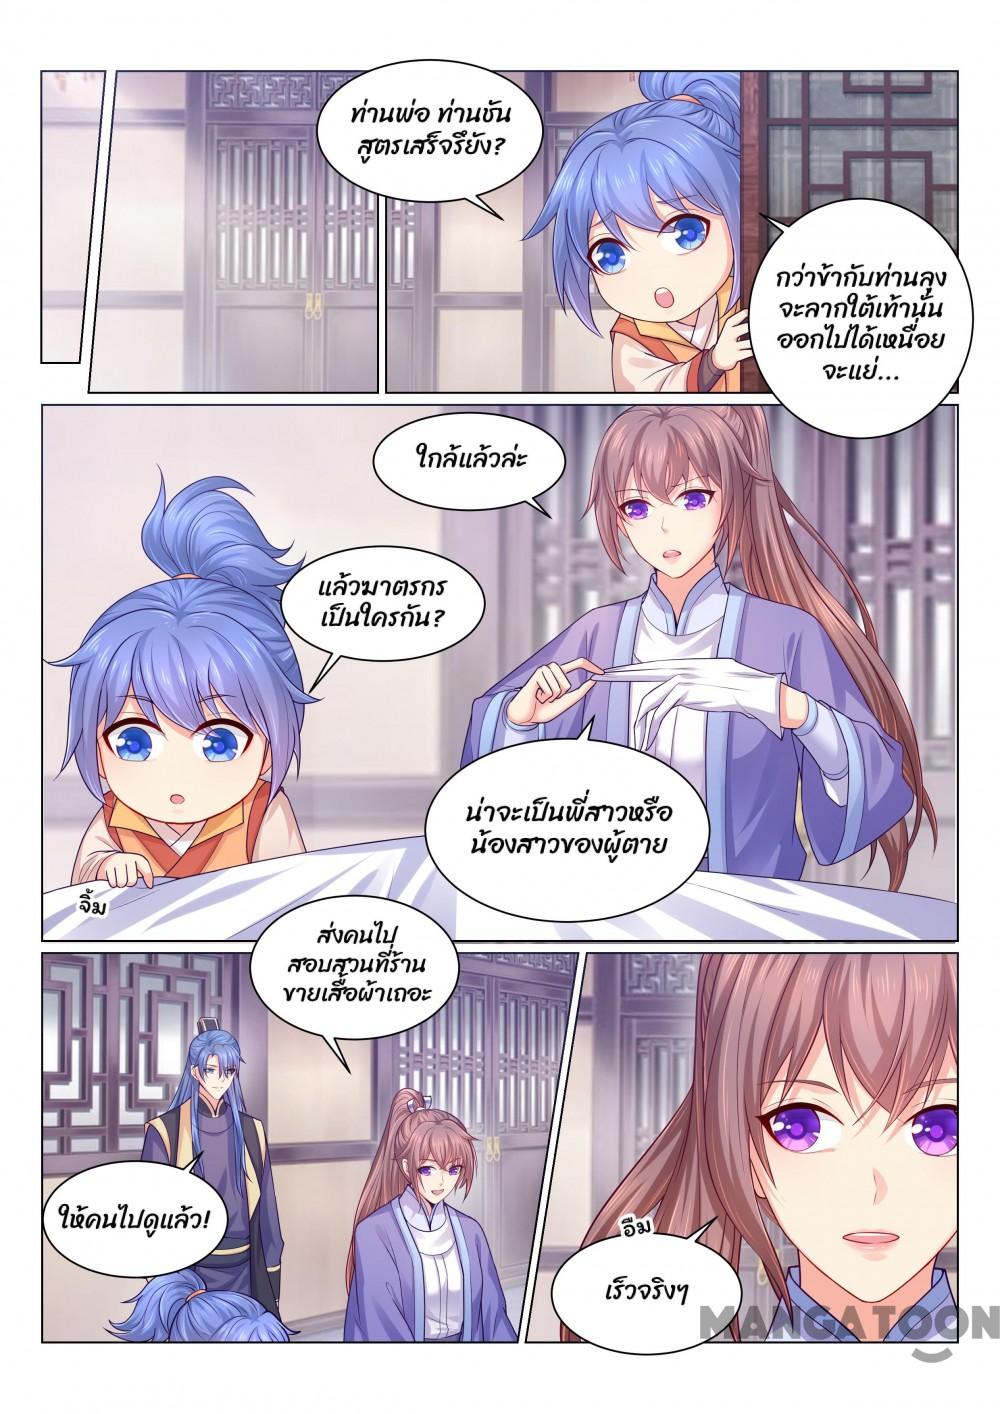 ท่านพ่อ ท่านชัน
สูตรเสร็จรึยัง?
กว่าข้ากับท่านลุง
จะลากใต้เท้านั่น
ออกไปได้เหนื่อย
จะแย่...
ใกล้แล้วล่ะ
แล้วฆาตรกร
เป็นใครกัน?
น่าจะเป็นพี่สาวหรือ
น้องสาวของผู้ตาย
จิ้ม
ส่งคนไป
สอบสวนที่ร้าน
ขายเสื้อผ้าเถอะ
ให้คนไปดูแล้ว!
อืม
เร็วจริงๆ
MANGATOON